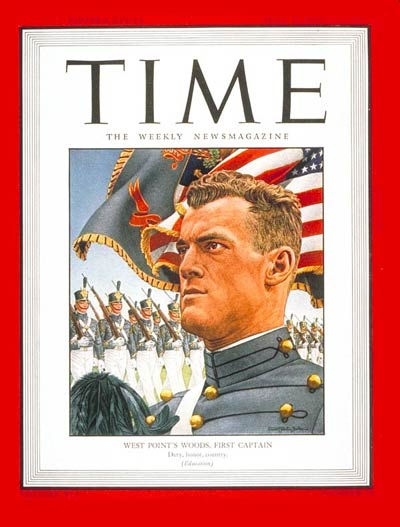 TIME
THE WEEKLY NEWSMAGAZINE
WEST POINT'S WOODS, FIRST CAPTAIN
Duty, honor, country.
(Education)